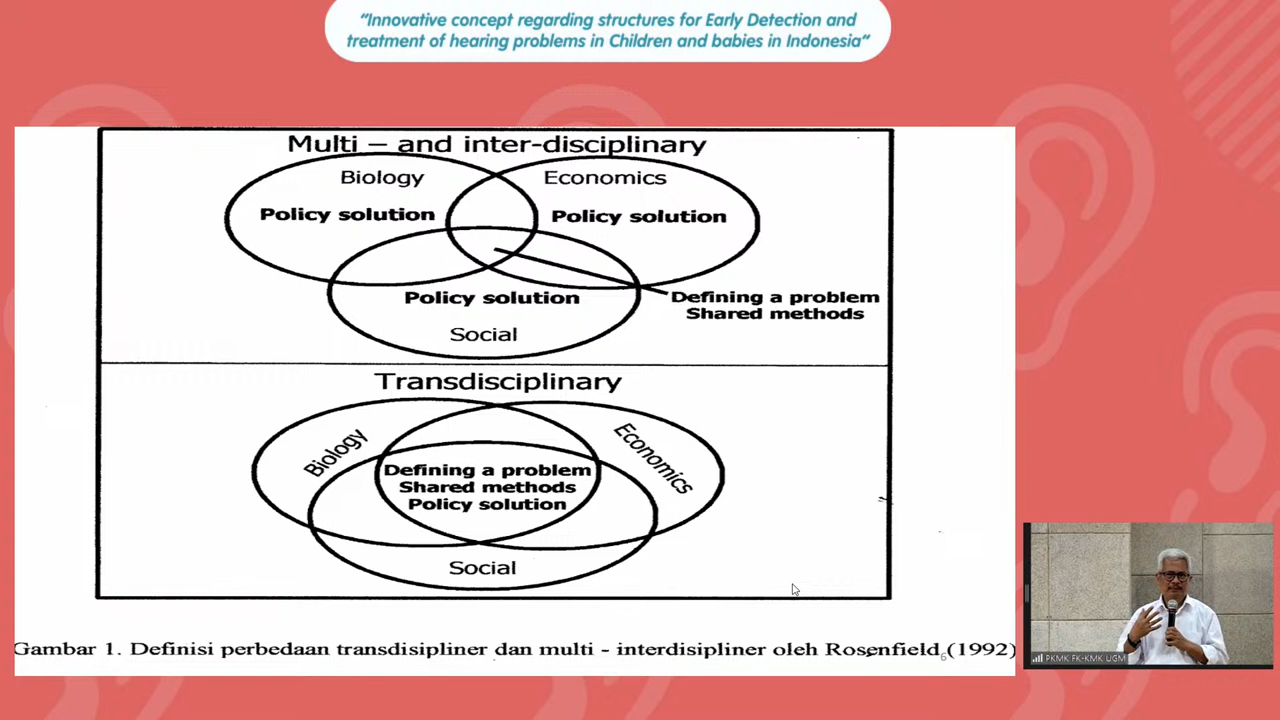 “Innovative concept regarding structures for Early Detection and
treatment of hearing problems in Children and babies in Indonesia“
Multi – and inter-disciplinary
Biology
Economics
Policy solution
Policy solution
Policy solution
Social
Defining a problem
Shared methods
Transdisciplinary
Biology
Economics
Defining a problem
Shared methods
Policy solution
Social
Gambar 1. Definisi perbedaan transdisipliner dan multi - interdisipliner oleh Rosenfield (1992)
6
PKMK FK-KMK UGM